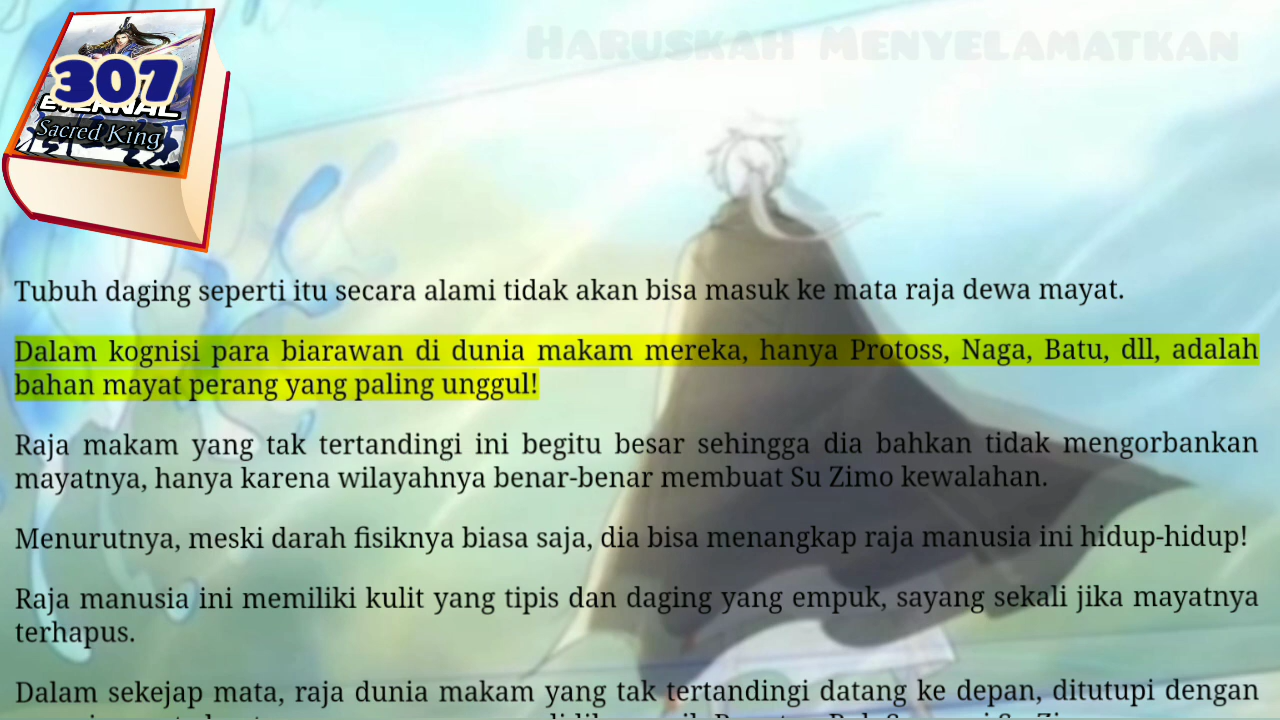 HARUSKAH MENYELAMATKAN
307
ETERNAL
Sacred King
Tubuh daging seperti itu secara alami tidak akan bisa masuk ke mata raja dewa mayat.
Dalam kognisi para biarawan di dunia makam mereka, hanya Protoss, Naga, Batu, dll, adalah
bahan mayat perang yang paling unggul!
Raja makam yang tak tertandingi ini begitu besar sehingga dia bahkan tidak mengorbankan
mayatnya, hanya karena wilayahnya benar-benar membuat Su Zimo kewalahan.
Menurutnya, meski darah fisiknya biasa saja, dia bisa menangkap raja manusia ini hidup-hidup!
Raja manusia ini memiliki kulit yang tipis dan daging yang empuk, sayang sekali jika mayatnya
terhapus.
Dalam sekejap mata, raja dunia makam yang tak tertandingi datang ke depan, ditutupi dengan